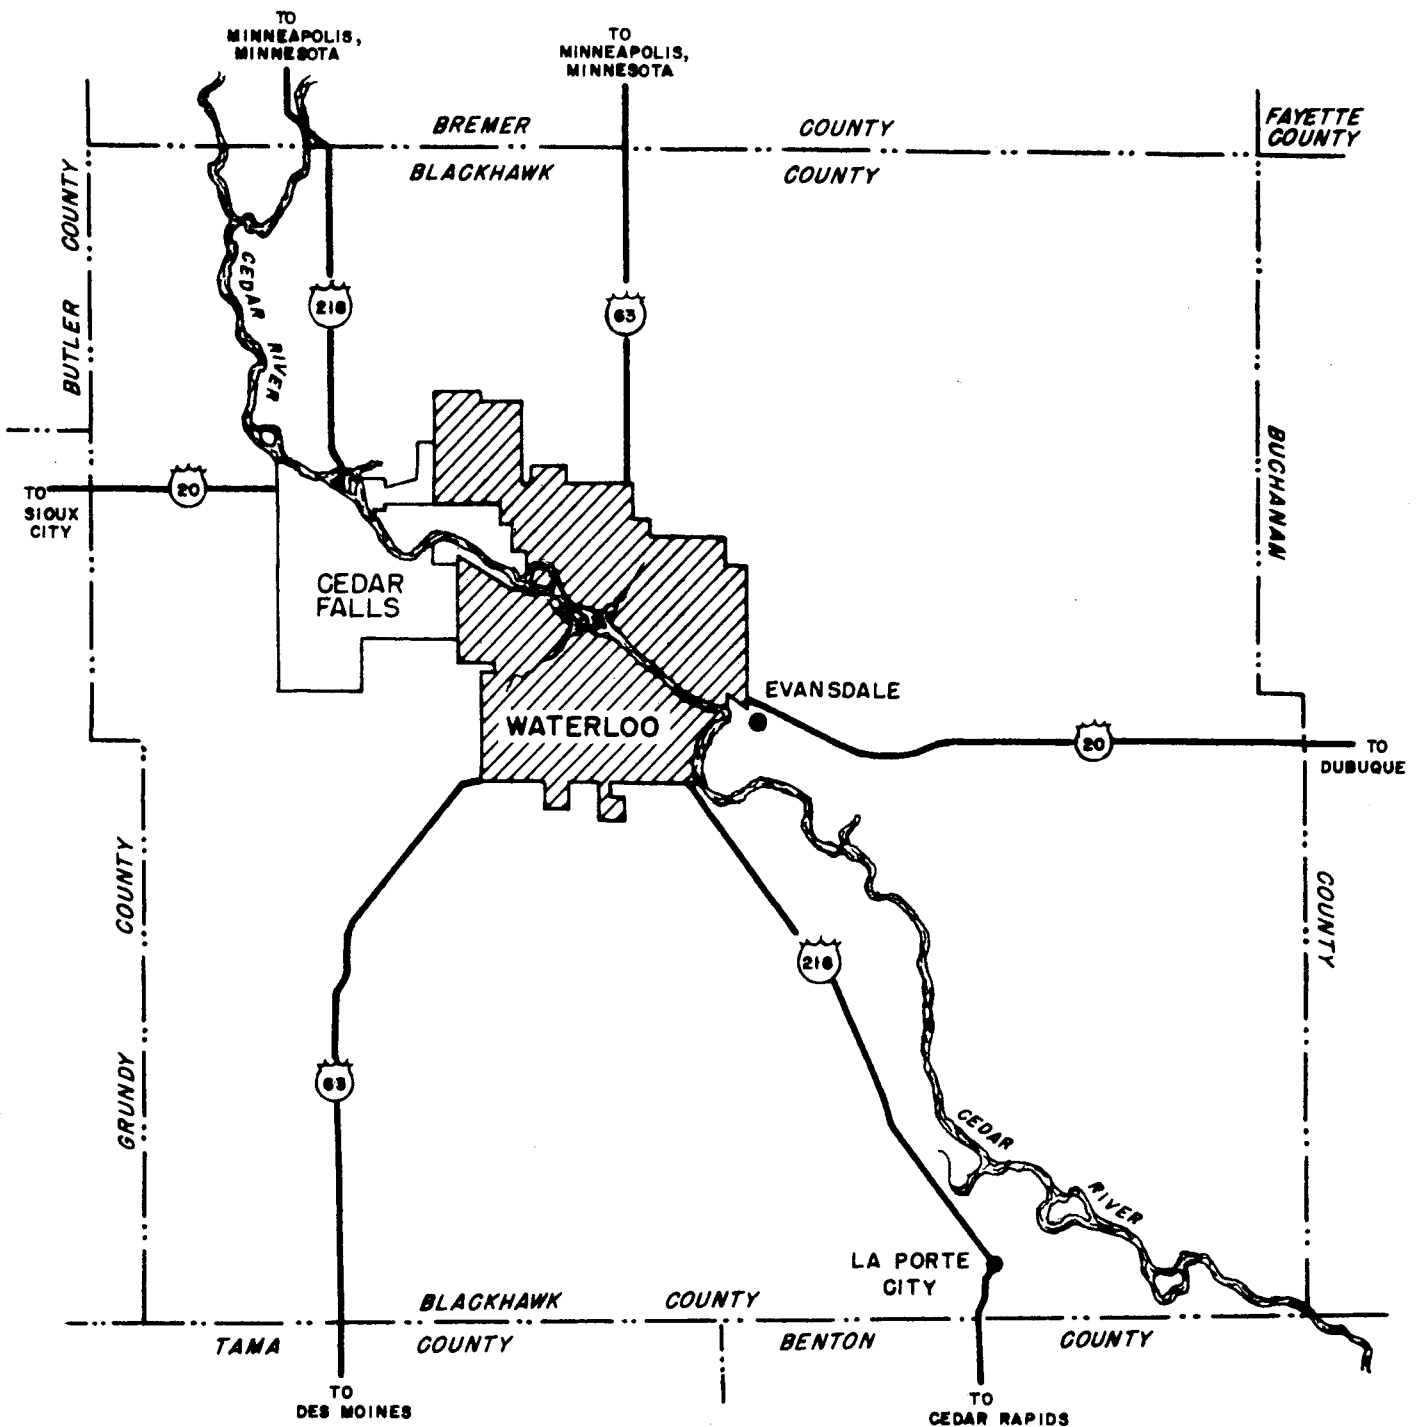 TO
MINNEAPOLIS,
MINNESOTA
TO
MINNEAPOLIS,
MINNESOTA
BREMER COUNTY
FAYETTE
COUNTY
BLACKHAWK COUNTY
BUTLER COUNTY
CEDAR RIVER
218
63
20
TO
SIOUX
CITY
BUCHANAN COUNTY
CEDAR
FALLS
EVANSDALE
WATERLOO
20
TO
DUBUQUE
GRUNDY COUNTY
218
63
CEDAR RIVER
LA PORTE
CITY
BLACKHAWK COUNTY
TAMA COUNTY
BENTON COUNTY
TO
DES MOINES
TO
CEDAR RAPIDS